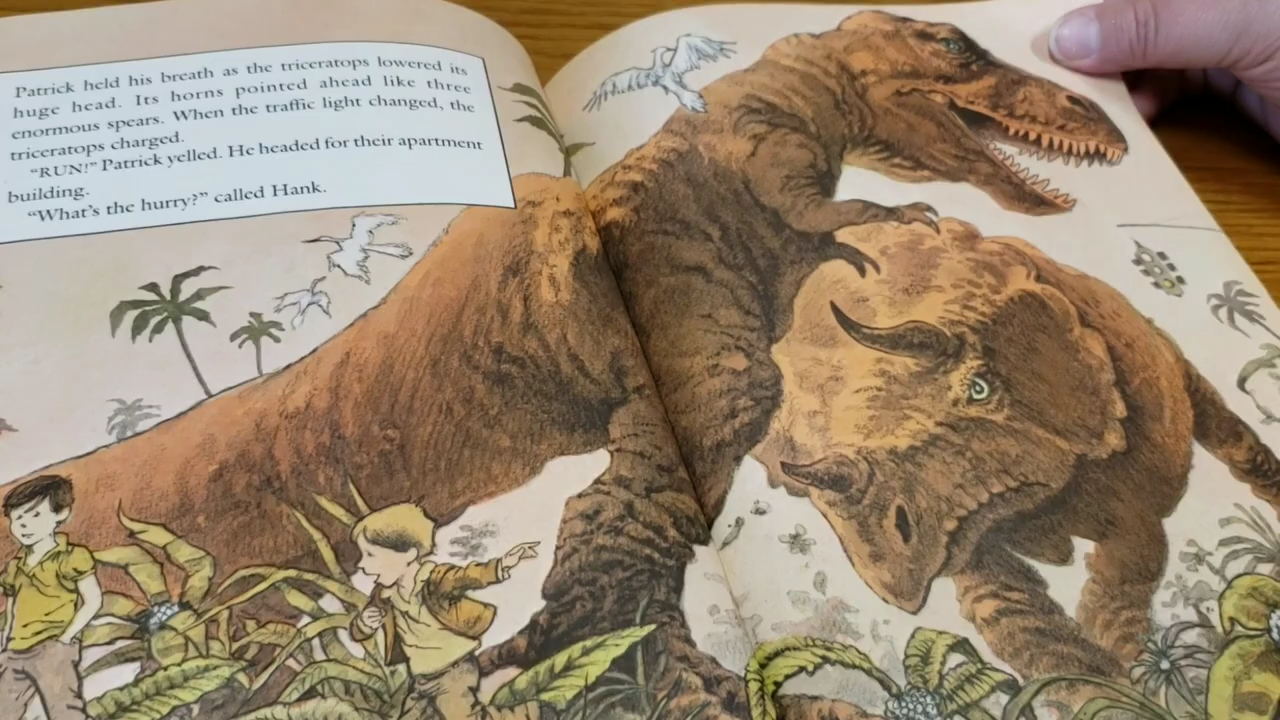 Patrick held his breath as the triceratops lowered its
huge head. Its horns pointed ahead like three
enormous spears. When the traffic light changed, the
triceratops charged.
“RUN!” Patrick yelled. He headed for their apartment
building.
“What’s the hurry?” called Hank.